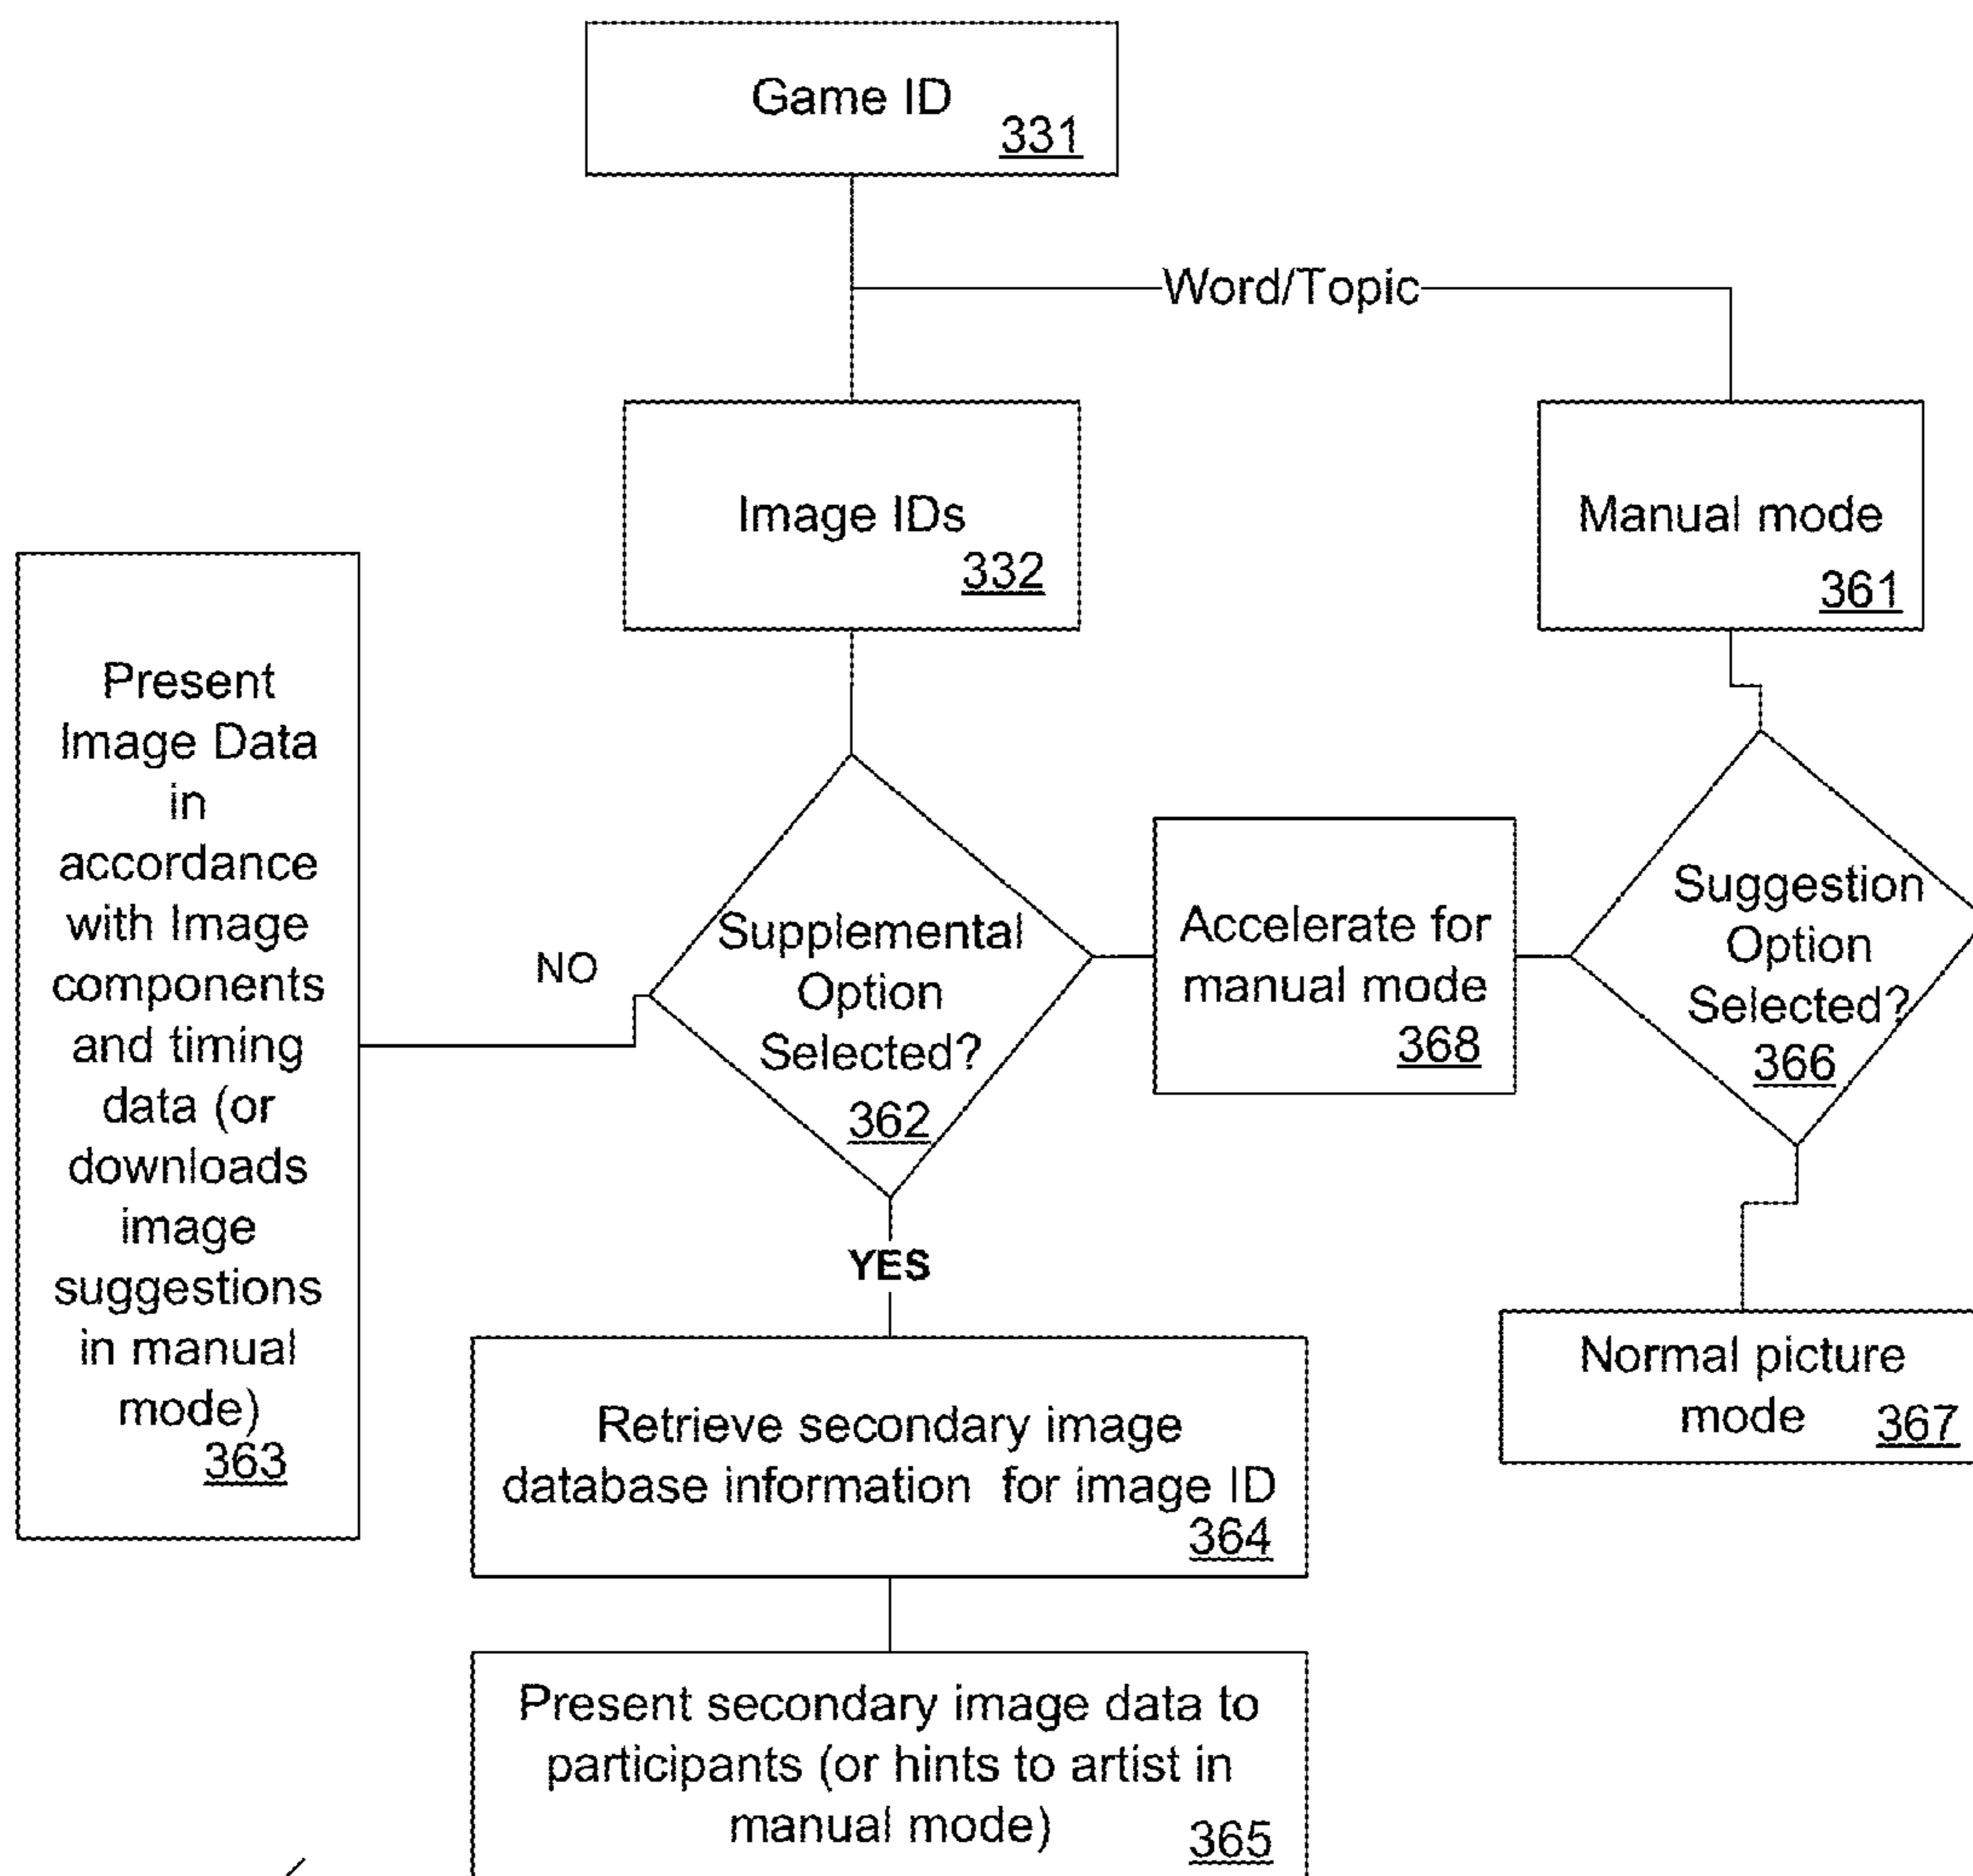 Game ID
331
Word/Topic
Image IDs
332
Manual mode
361
Present
Image Data
in
accordance
with Image
components
and timing
data (or
downloads
image
suggestions
in manual
mode)
363
NO
Supplemental
Option
Selected?
362
Accelerate for
manual mode
368
Suggestion
Option
Selected?
366
YES
Normal picture
mode 367
Retrieve secondary image
database information for image ID
364
Present secondary image data to
participants (or hints to artist in
manual mode)
365